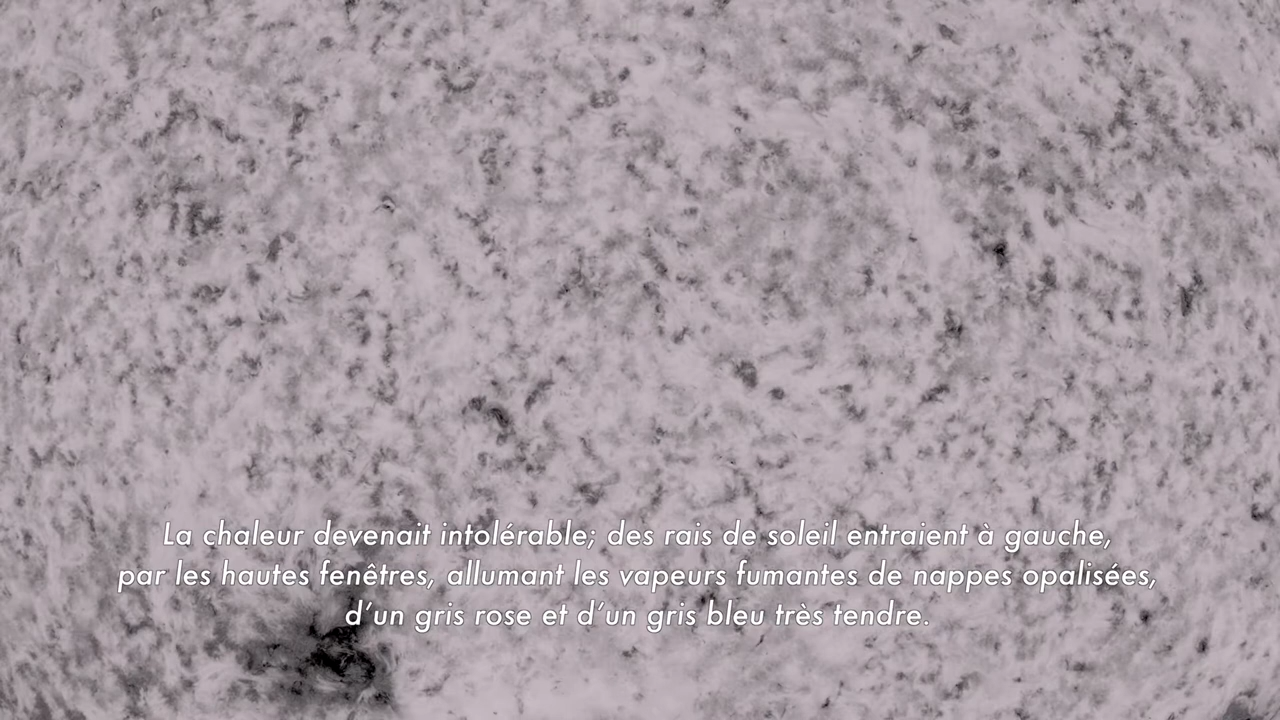 La chaleur devenait intolérable; des rais de soleil entraient à gauche,
par les hautes fenêtres, allumant les vapeurs fumantes de nappes opalisées,
d’un gris rose et d’un gris bleu très tendre.